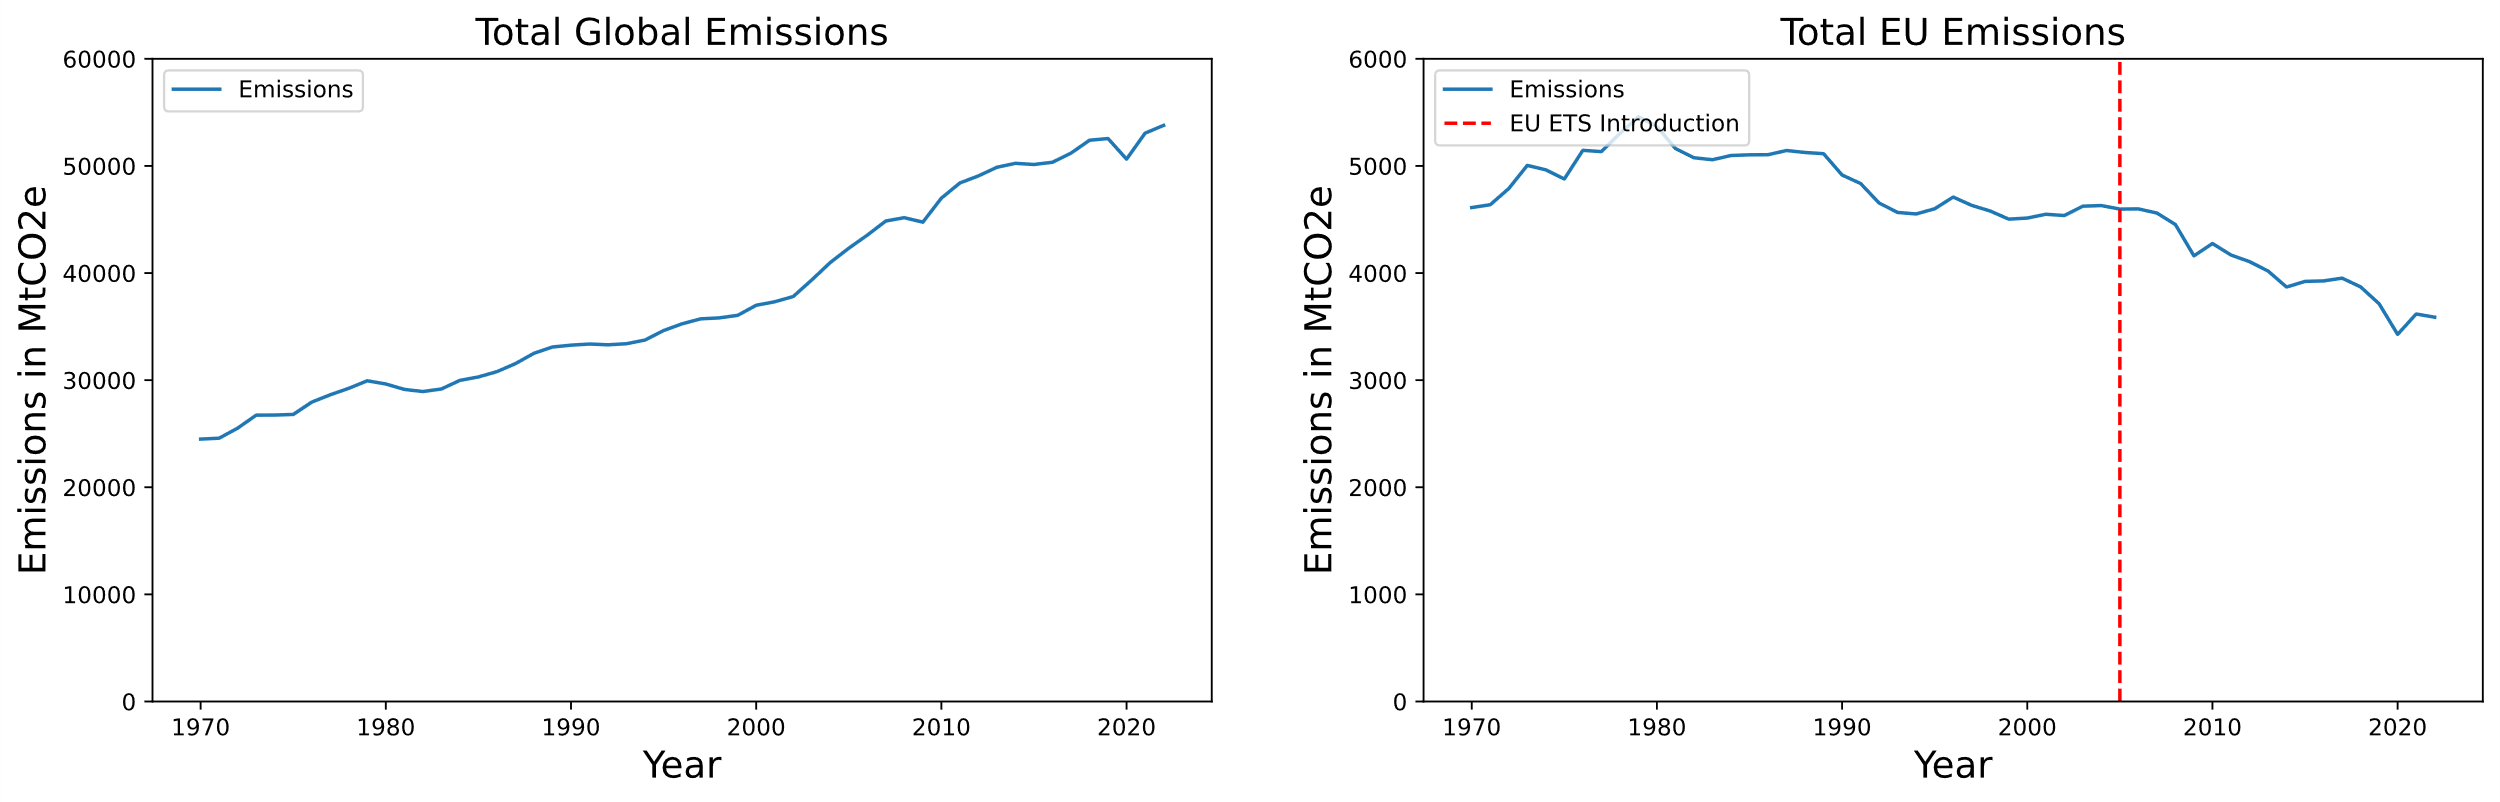 Total Global Emissions
60000
50000
40000
30000
20000
10000
0
Emissions in MtCO2e
Emissions
1970 1980 1990 2000 2010 2020
Year
Total EU Emissions
6000
5000
4000
3000
2000
1000
0
Emissions in MtCO2e
Emissions
EU ETS Introduction
1970 1980 1990 2000 2010 2020
Year